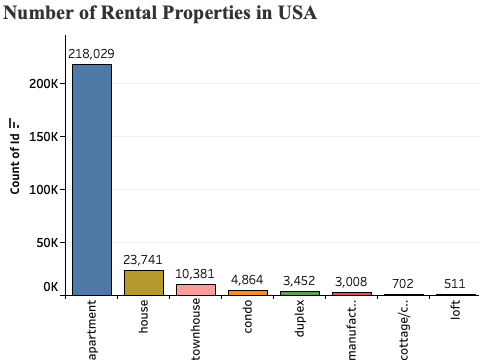 Number of Rental Properties in USA
218,029
200K
150K
100K
50K
0K
Count of Id
23,741
10,381
4,864
3,452
3,008
702
511
apartment
house
townhouse
condo
duplex
manufact..
cottage/c..
loft